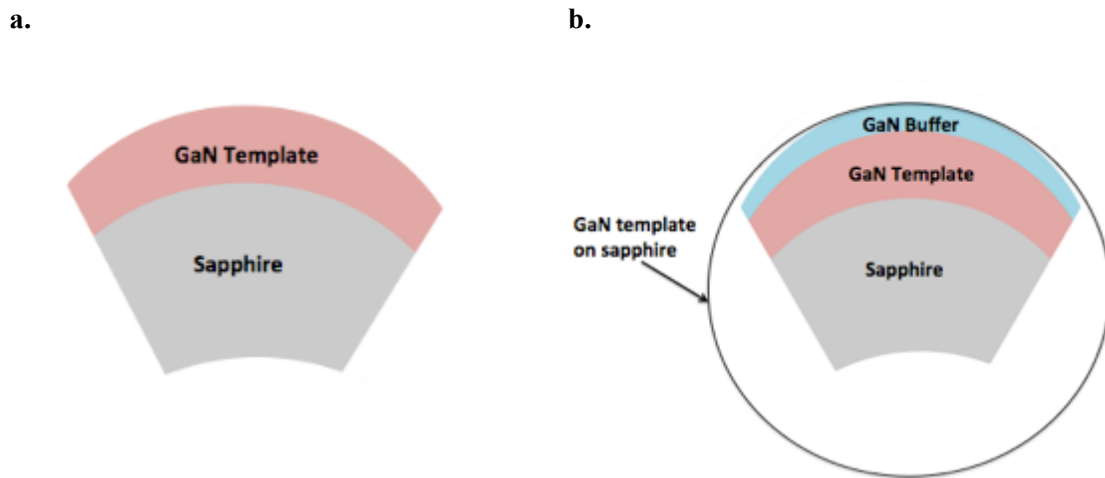 a.
b.
GaN Template
Sapphire
GaN Buffer
GaN Template
Sapphire
GaN template
on sapphire